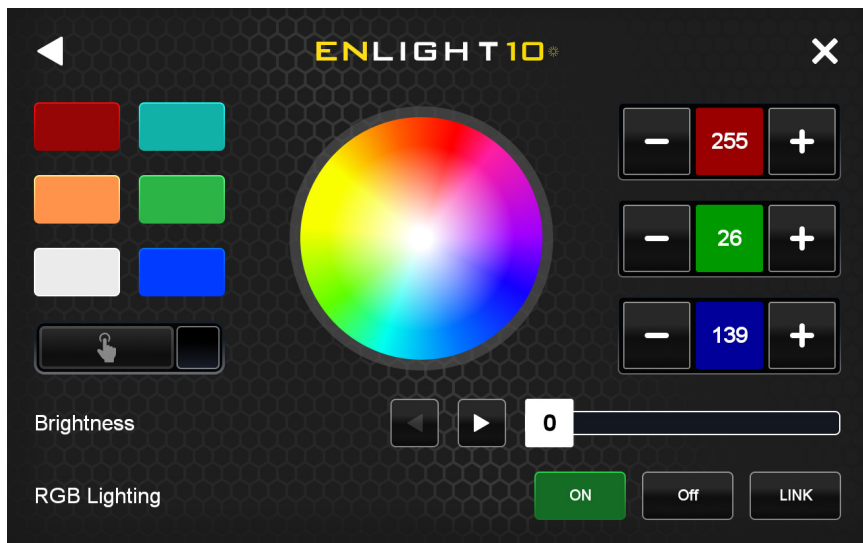 ENLIGHT10
255
26
139
Brightness 0
RGB Lighting ON Off LINK